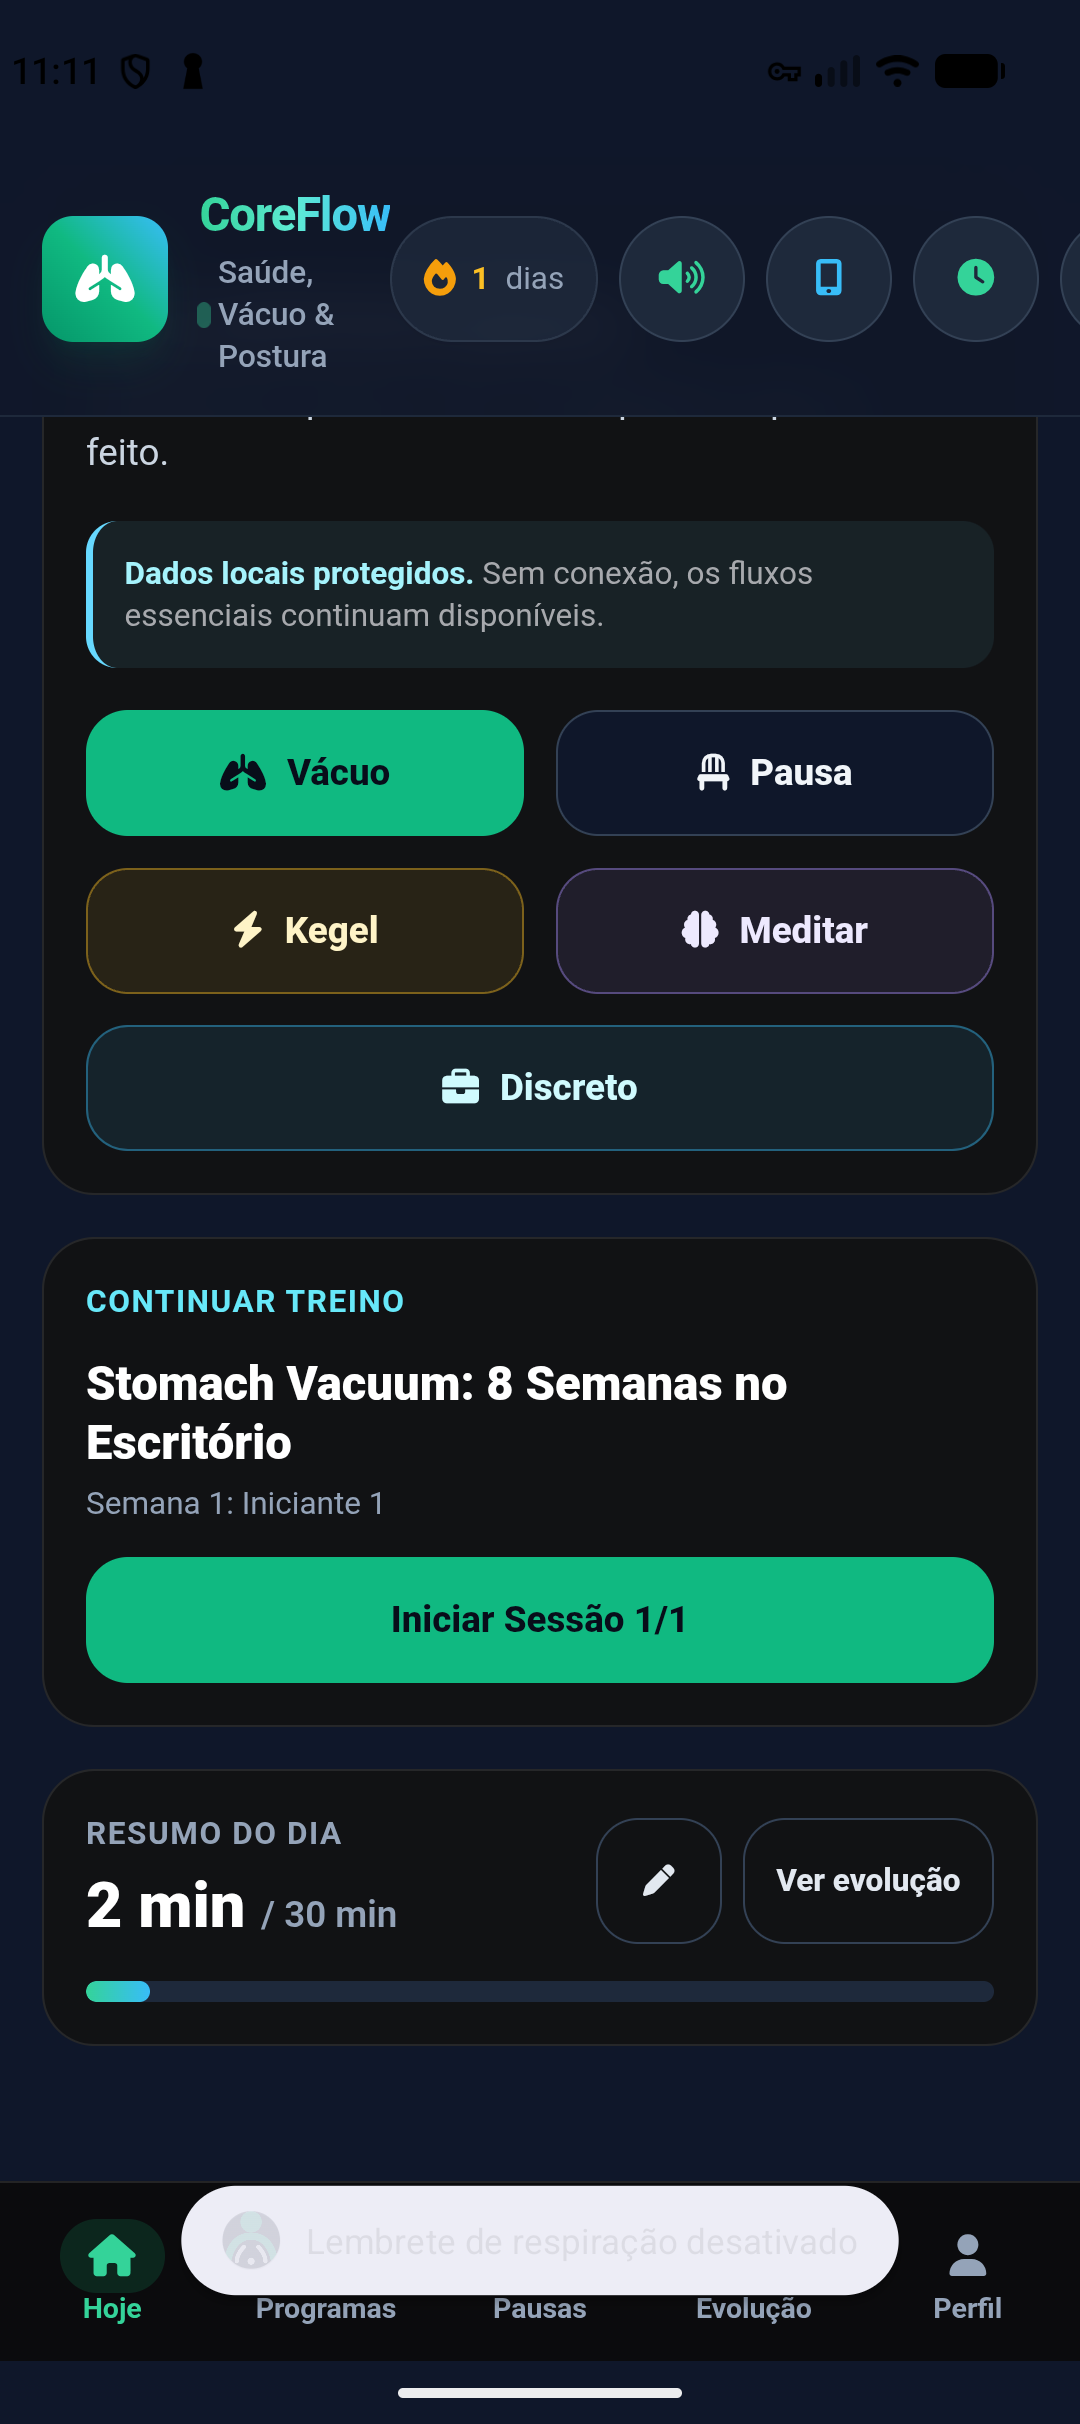 11:11
CoreFlow
Saúde,
Vácuo &
Postura
1 dias
feito.
Dados locais protegidos. Sem conexão, os fluxos
essenciais continuam disponíveis.
Vácuo
Pausa
Kegel
Meditar
Discreto
CONTINUAR TREINO
Stomach Vacuum: 8 Semanas no
Escritório
Semana 1: Iniciante 1
Iniciar Sessão 1/1
RESUMO DO DIA
2 min / 30 min
Ver evolução
Lembrete de respiração desativado
Hoje
Programas
Pausas
Evolução
Perfil